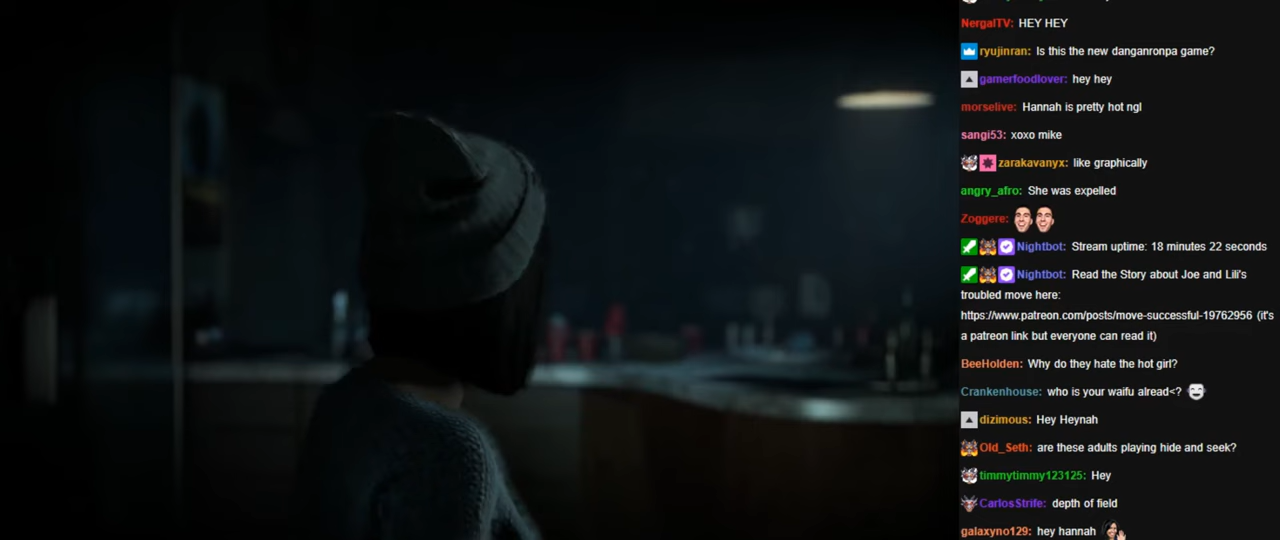 NergalTV: HEY HEY
ryujinran: Is this the new danganronpa game?
gamerfoodlover: hey hey
morselive: Hannah is pretty hot ngl
sangi53: xoxo mike
zarakavanyx: like graphically
angry_afro: She was expelled
Zoggere:
Nightbot: Stream uptime: 18 minutes 22 seconds
Nightbot: Read the Story about Joe and Lili's
troubled move here:
https://www.patreon.com/posts/move-successful-19762956 (it's
a patreon link but everyone can read it)
BeeHolden: Why do they hate the hot girl?
Crankenhouse: who is your waifu alread<?
dizimous: Hey Heynah
Old_Seth: are these adults playing hide and seek?
timmytimmy123125: Hey
CarlosStrife: depth of field
galaxyno129: hey hannah